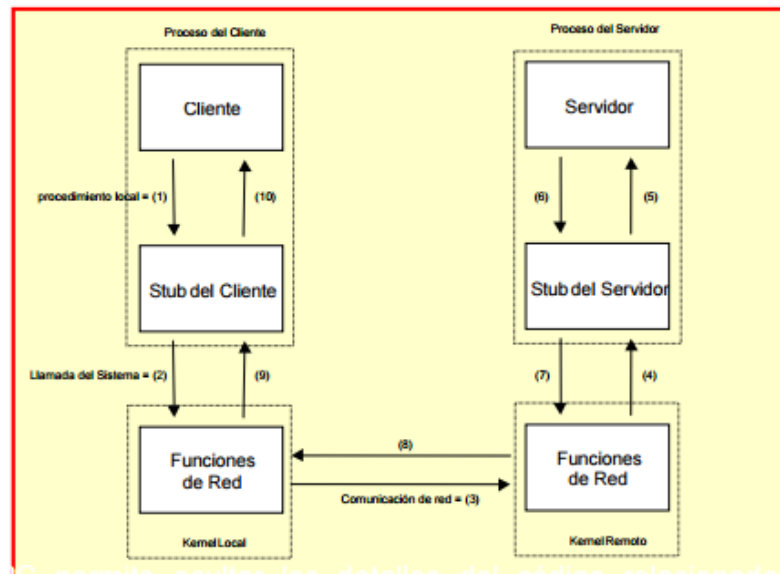 Proceso del Cliente
Proceso del Servidor
Cliente
Servidor
procedimiento local = (1)
(10)
(6)
(5)
Stub del Cliente
Stub del Servidor
Llamada del Sistema = (2)
(9)
(7)
(4)
Funciones
de Red
(8)
Comunicación de red = (3)
Funciones
de Red
Kernel Local
Kernel Remoto